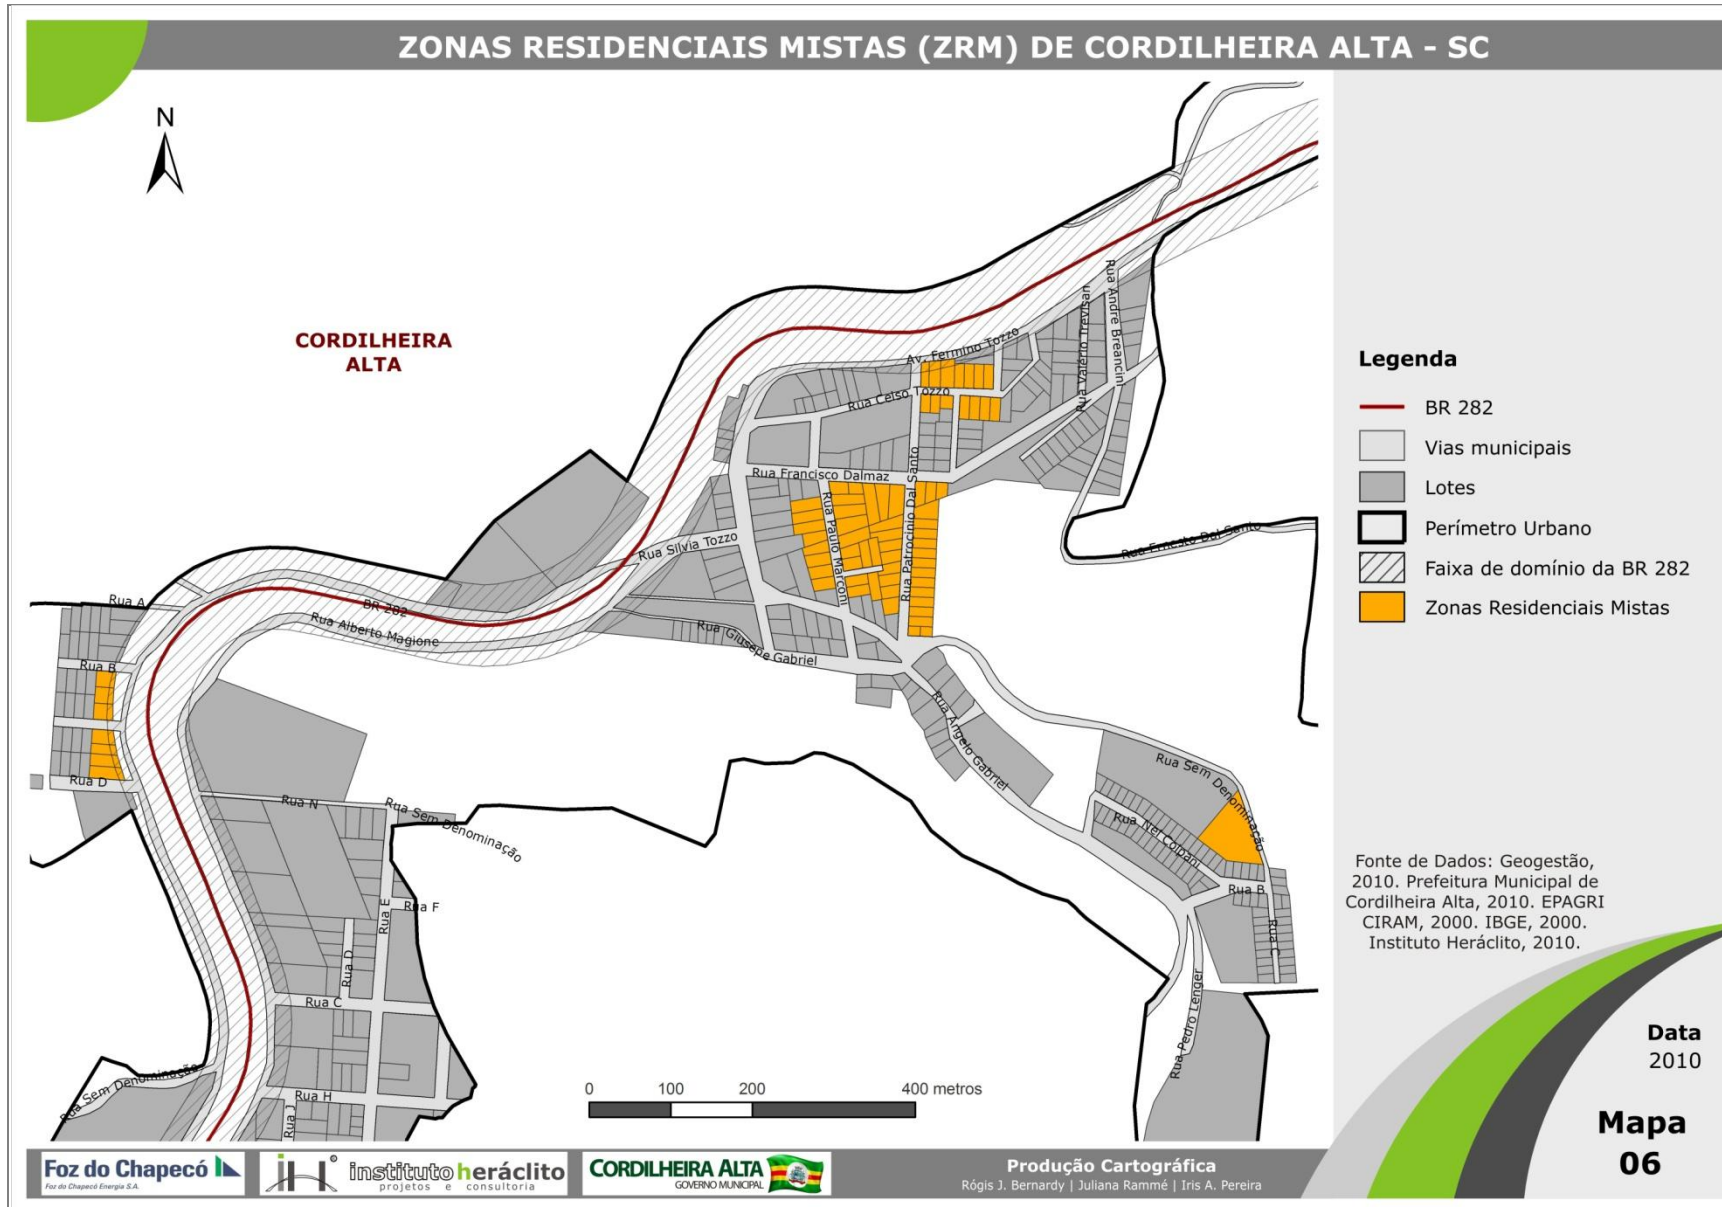 ZONAS RESIDENCIAIS MISTAS (ZRM) DE CORDILHEIRA ALTA - SC
N
CORDILHEIRA
ALTA
Rua Andre Breancini
Rua Valério Trevisan
Av. Fermino Tozzo
Rua Celso Tozzo
Rua Francisco Dalmaz
Rua Patrocinio Dal Santo
Rua Paulo Marconi
Rua Silvia Tozzo
Rua Ernesto Dal Santo
Rua A
BR 282
Rua Alberto Magione
Rua Giusepe Gabriel
Rua B
Rua Angelo Gabriel
Rua D
Rua Sem Denominação
Rua N
Rua Sem Denominação
Rua Nei Colpani
Rua B
Rua C
Rua E
Rua F
Rua D
Rua C
Rua Pedro Lenger
Rua Sem Denominação
Rua H
Rua J
0 100 200 400 metros
Legenda
BR 282
Vias municipais
Lotes
Perímetro Urbano
Faixa de domínio da BR 282
Zonas Residenciais Mistas
Fonte de Dados: Geogestão,
2010. Prefeitura Municipal de
Cordilheira Alta, 2010. EPAGRI
CIRAM, 2000. IBGE, 2000.
Instituto Heráclito, 2010.
Data
2010
Mapa
06
Foz do Chapecó
Foz do Chapecó Energia S.A.
iH
instituto heráclito
projetos e consultoria
CORDILHEIRA ALTA
GOVERNO MUNICIPAL
Produção Cartográfica
Rógis J. Bernardy | Juliana Rammé | Iris A. Pereira